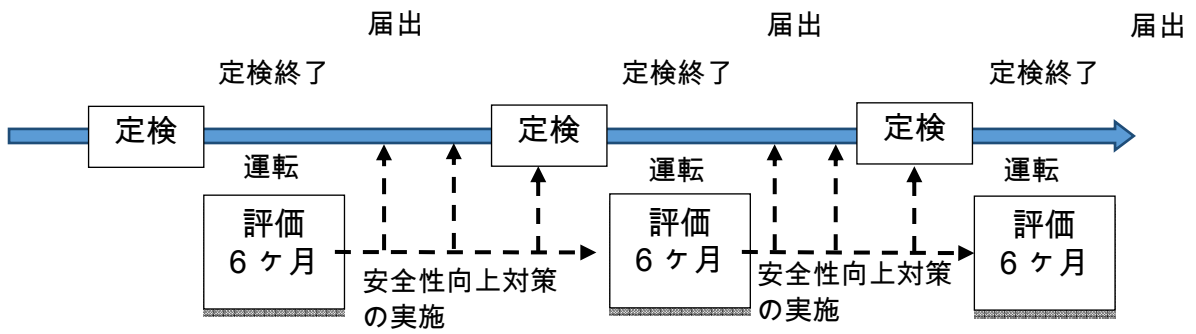 届出
届出
届出
定検終了
定検終了
定検終了
定検
定検
定検
運転
運転
運転
評価
6ヶ月
評価
6ヶ月
評価
6ヶ月
安全性向上対策
の実施
安全性向上対策
の実施